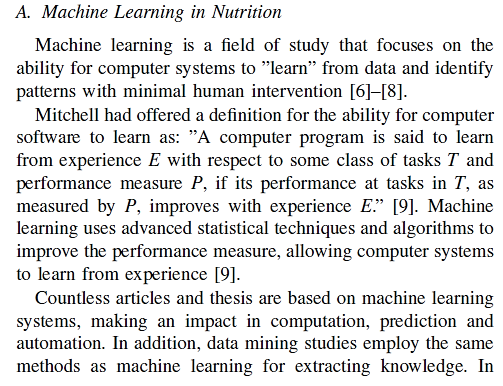 A. Machine Learning in Nutrition
Machine learning is a field of study that focuses on the
ability for computer systems to ”learn” from data and identify
patterns with minimal human intervention [6]–[8].
Mitchell had offered a definition for the ability for computer
software to learn as: ”A computer program is said to learn
from experience E with respect to some class of tasks T and
performance measure P, if its performance at tasks in T, as
measured by P, improves with experience E.” [9]. Machine
learning uses advanced statistical techniques and algorithms to
improve the performance measure, allowing computer systems
to learn from experience [9].
Countless articles and thesis are based on machine learning
systems, making an impact in computation, prediction and
automation. In addition, data mining studies employ the same
methods as machine learning for extracting knowledge. In